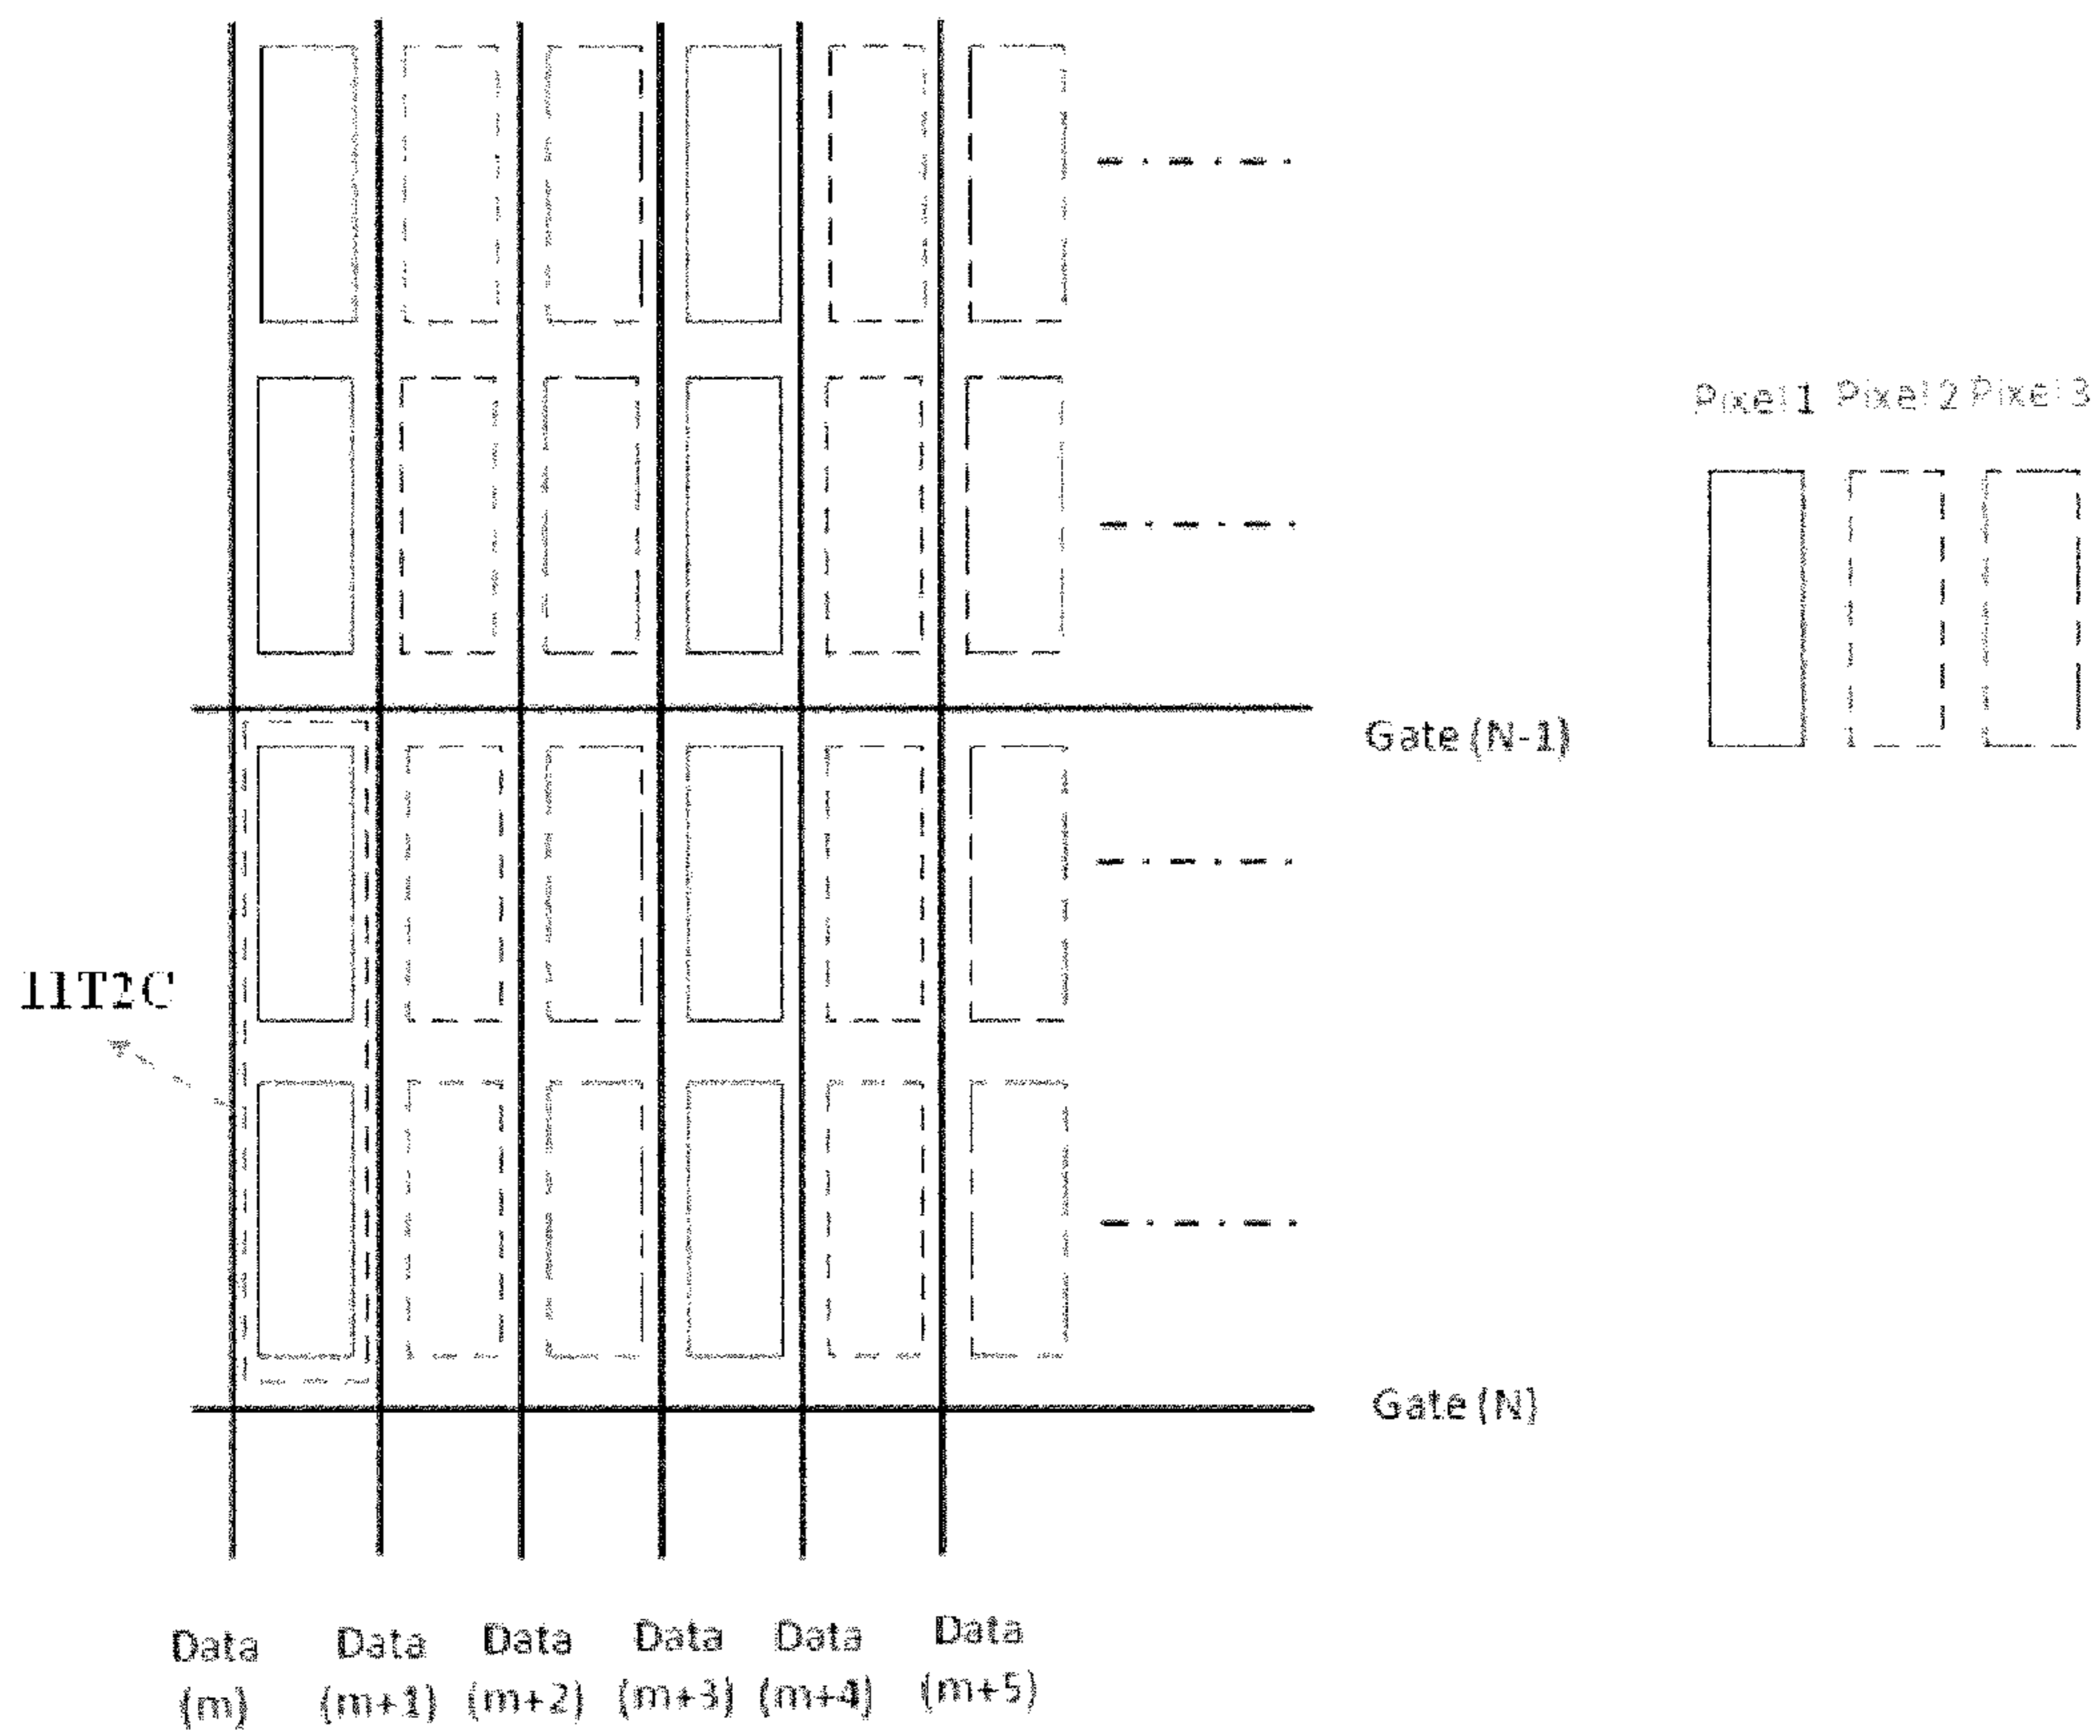 Pixel 1 Pixel 2 Pixel 3
Gate (N-1)
11T2C
Gate (N)
Data (m)
Data (m+1)
Data (m+2)
Data (m+3)
Data (m+4)
Data (m+5)